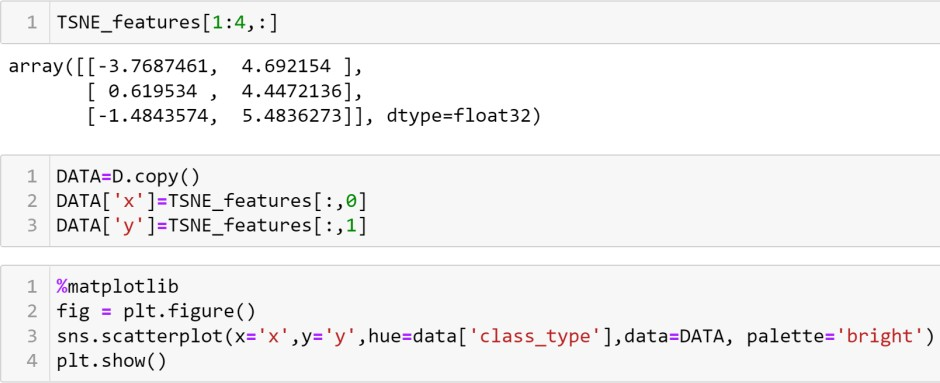 1 TSNE_features[1:4,:]
array([[-3.7687461, 4.692154 ],
[ 0.619534 , 4.4472136],
[-1.4843574, 5.4836273]], dtype=float32)
1 DATA=D.copy()
2 DATA['x']=TSNE_features[:,0]
3 DATA['y']=TSNE_features[:,1]
1 %matplotlib
2 fig = plt.figure()
3 sns.scatterplot(x='x',y='y',hue=data['class_type'],data=DATA, palette='bright')
4 plt.show()